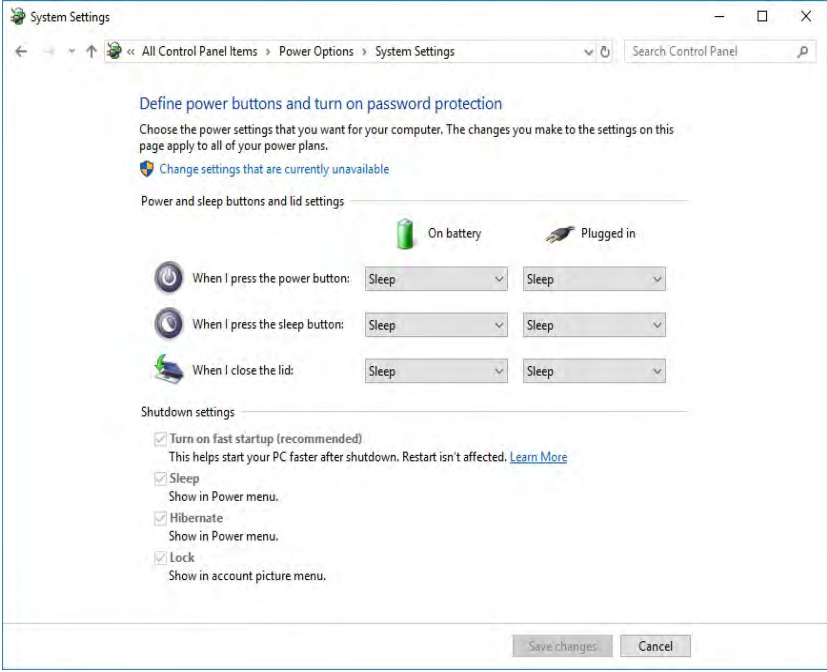 System Settings
« All Control Panel Items › Power Options › System Settings
Search Control Panel
Define power buttons and turn on password protection
Choose the power settings that you want for your computer. The changes you make to the settings on this
page apply to all of your power plans.
Change settings that are currently unavailable
Power and sleep buttons and lid settings
On battery Plugged in
When I press the power button: Sleep Sleep
When I press the sleep button: Sleep Sleep
When I close the lid: Sleep Sleep
Shutdown settings
Turn on fast startup (recommended)
This helps start your PC faster after shutdown. Restart isn't affected. Learn More
Sleep
Show in Power menu.
Hibernate
Show in Power menu.
Lock
Show in account picture menu.
Save changes Cancel